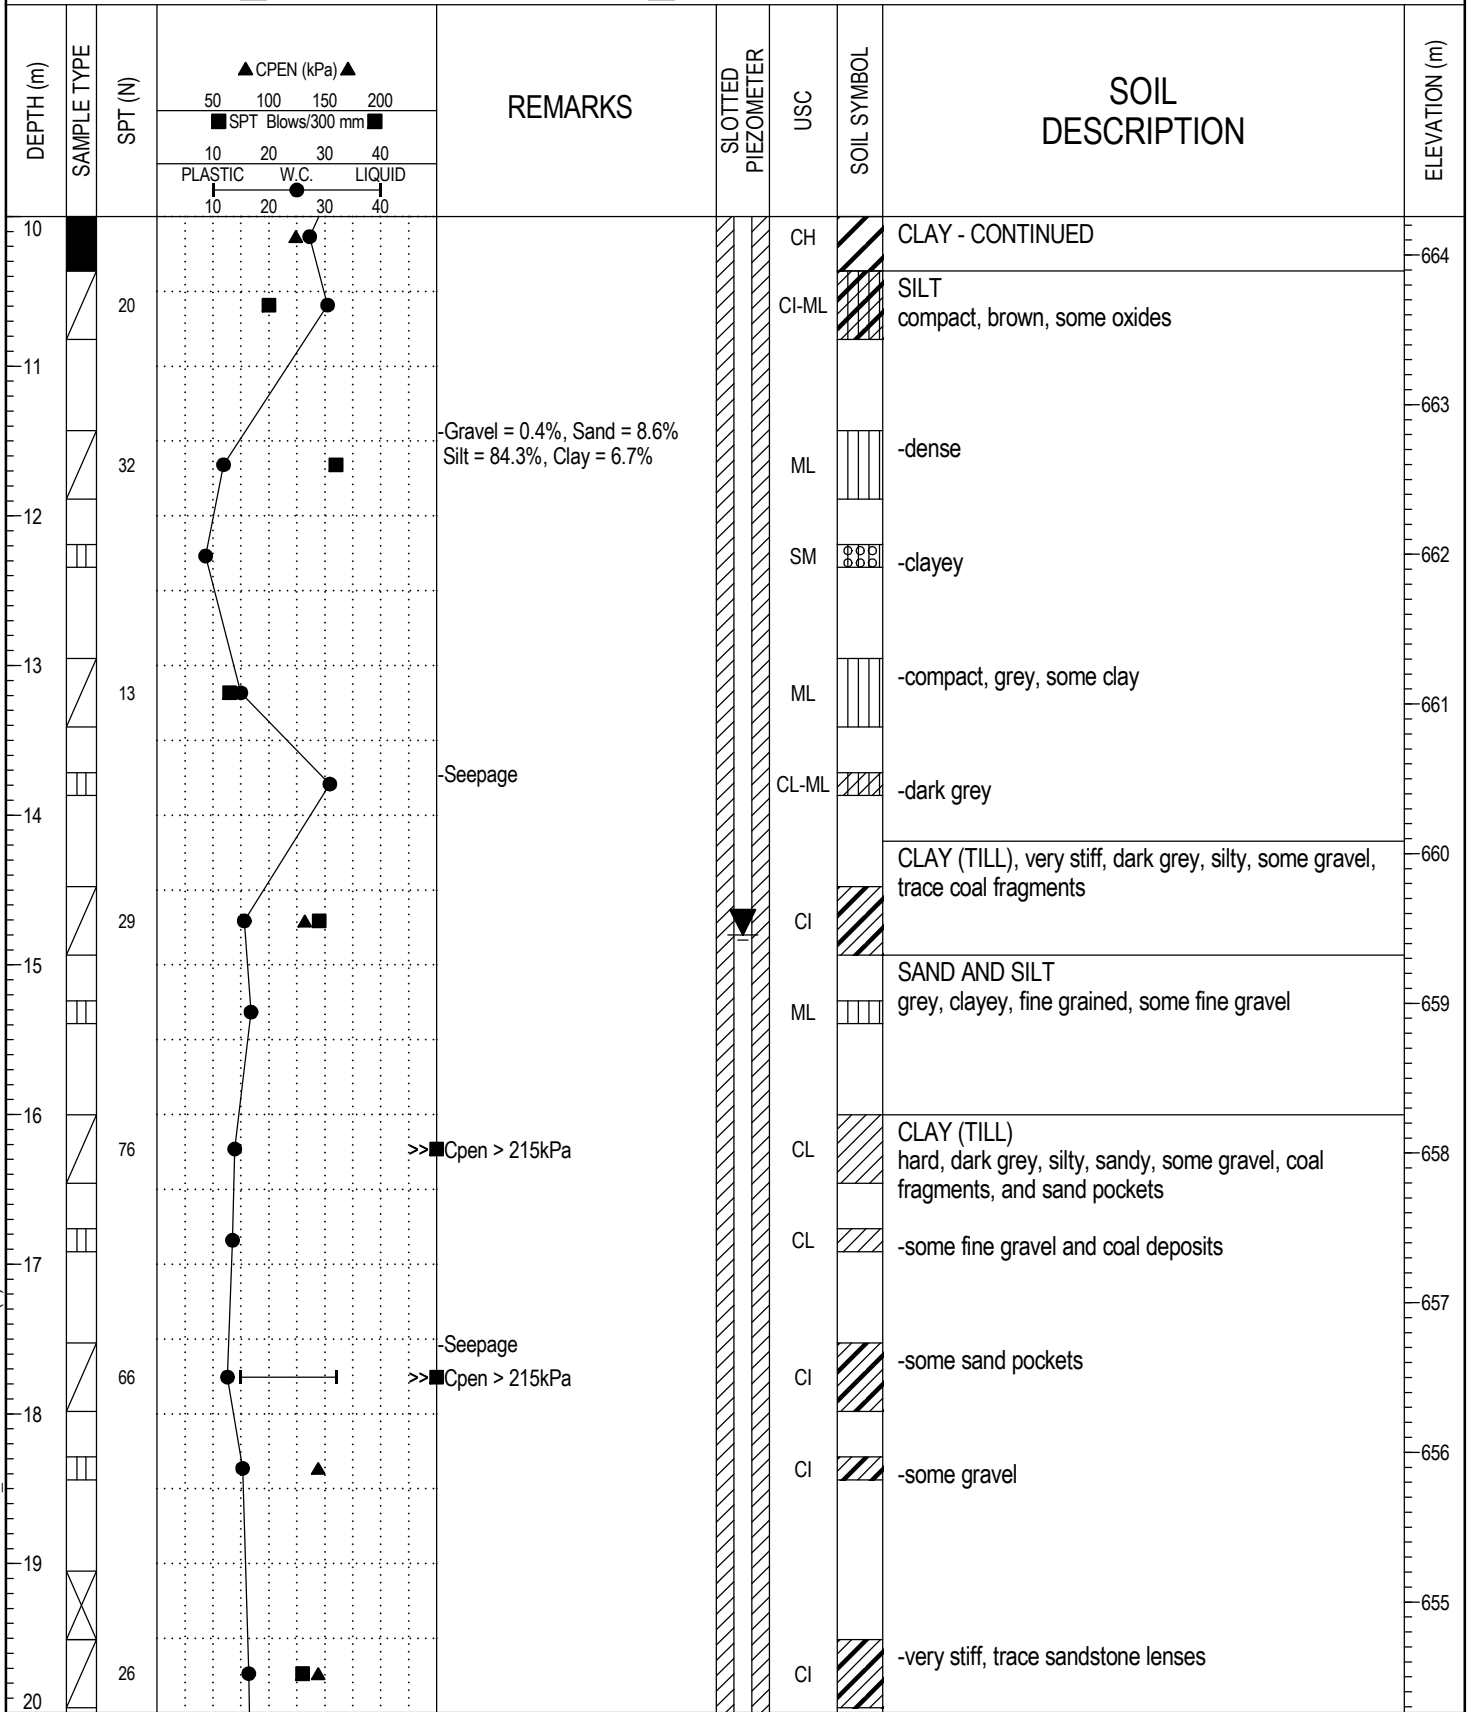 DEPTH (m)
SAMPLE TYPE
SPT (N)
▲ CPEN (kPa) ▲
50 100 150 200
■ SPT Blows/300 mm ■
10 20 30 40
PLASTIC W.C. LIQUID
10 20 30 40
REMARKS
SLOTTED
PIEZOMETER
USC
SOIL SYMBOL
SOIL
DESCRIPTION
ELEVATION (m)
10
CH
CLAY - CONTINUED
664
20
CI-ML
SILT
compact, brown, some oxides
11
663
-Gravel = 0.4%, Sand = 8.6%
Silt = 84.3%, Clay = 6.7%
32
ML
-dense
12
SM
-clayey
662
13
13
ML
-compact, grey, some clay
661
-Seepage
CL-ML
-dark grey
14
660
CLAY (TILL), very stiff, dark grey, silty, some gravel,
trace coal fragments
29
CI
15
SAND AND SILT
grey, clayey, fine grained, some fine gravel
ML
659
16
76
>> Cpen > 215kPa
CL
CLAY (TILL)
hard, dark grey, silty, sandy, some gravel, coal
fragments, and sand pockets
658
CL
-some fine gravel and coal deposits
17
657
-Seepage
66
>> Cpen > 215kPa
CI
-some sand pockets
18
656
CI
-some gravel
19
655
26
CI
-very stiff, trace sandstone lenses
20